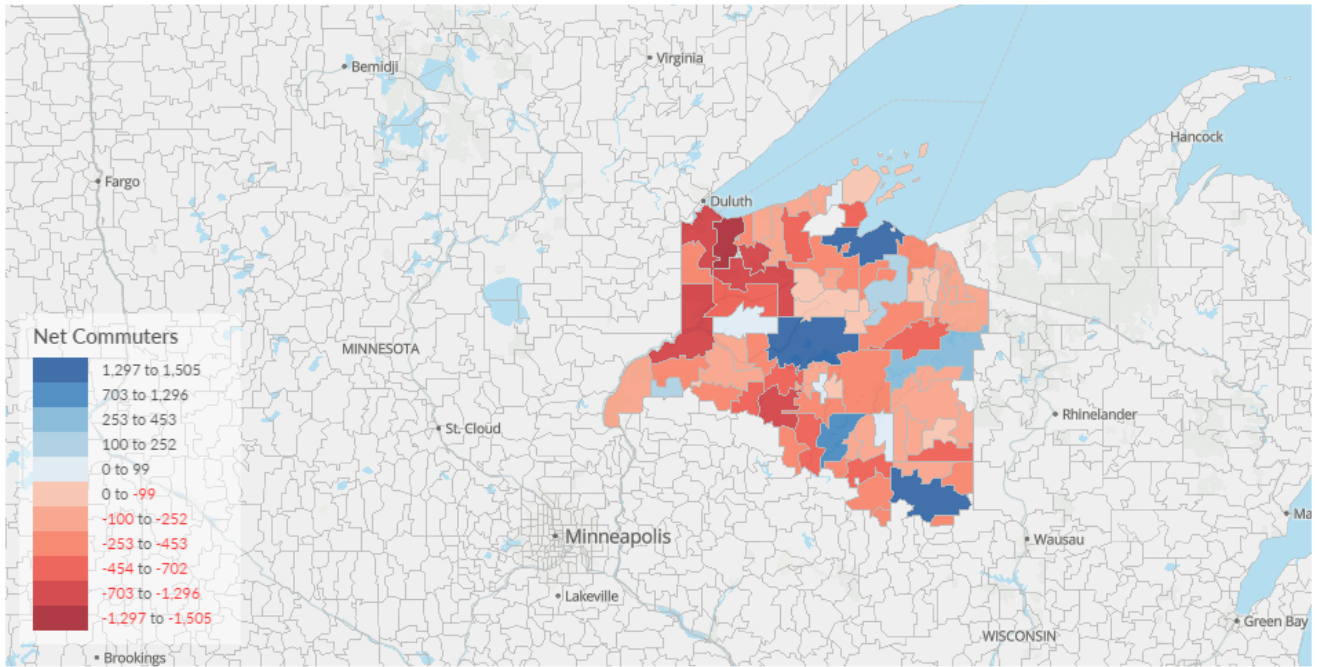 Virginia
Bemidji
Hancock
Fargo
Duluth
Net Commuters
MINNESOTA
1,297 to 1,505
703 to 1,296
253 to 453
100 to 252
0 to 99
0 to -99
-100 to -252
-253 to -453
-454 to -702
-703 to -1,296
-1,297 to -1,505
Rhinelander
St. Cloud
Ma
Minneapolis
Wausau
Lakeville
Green Bay
WISCONSIN
Brookings